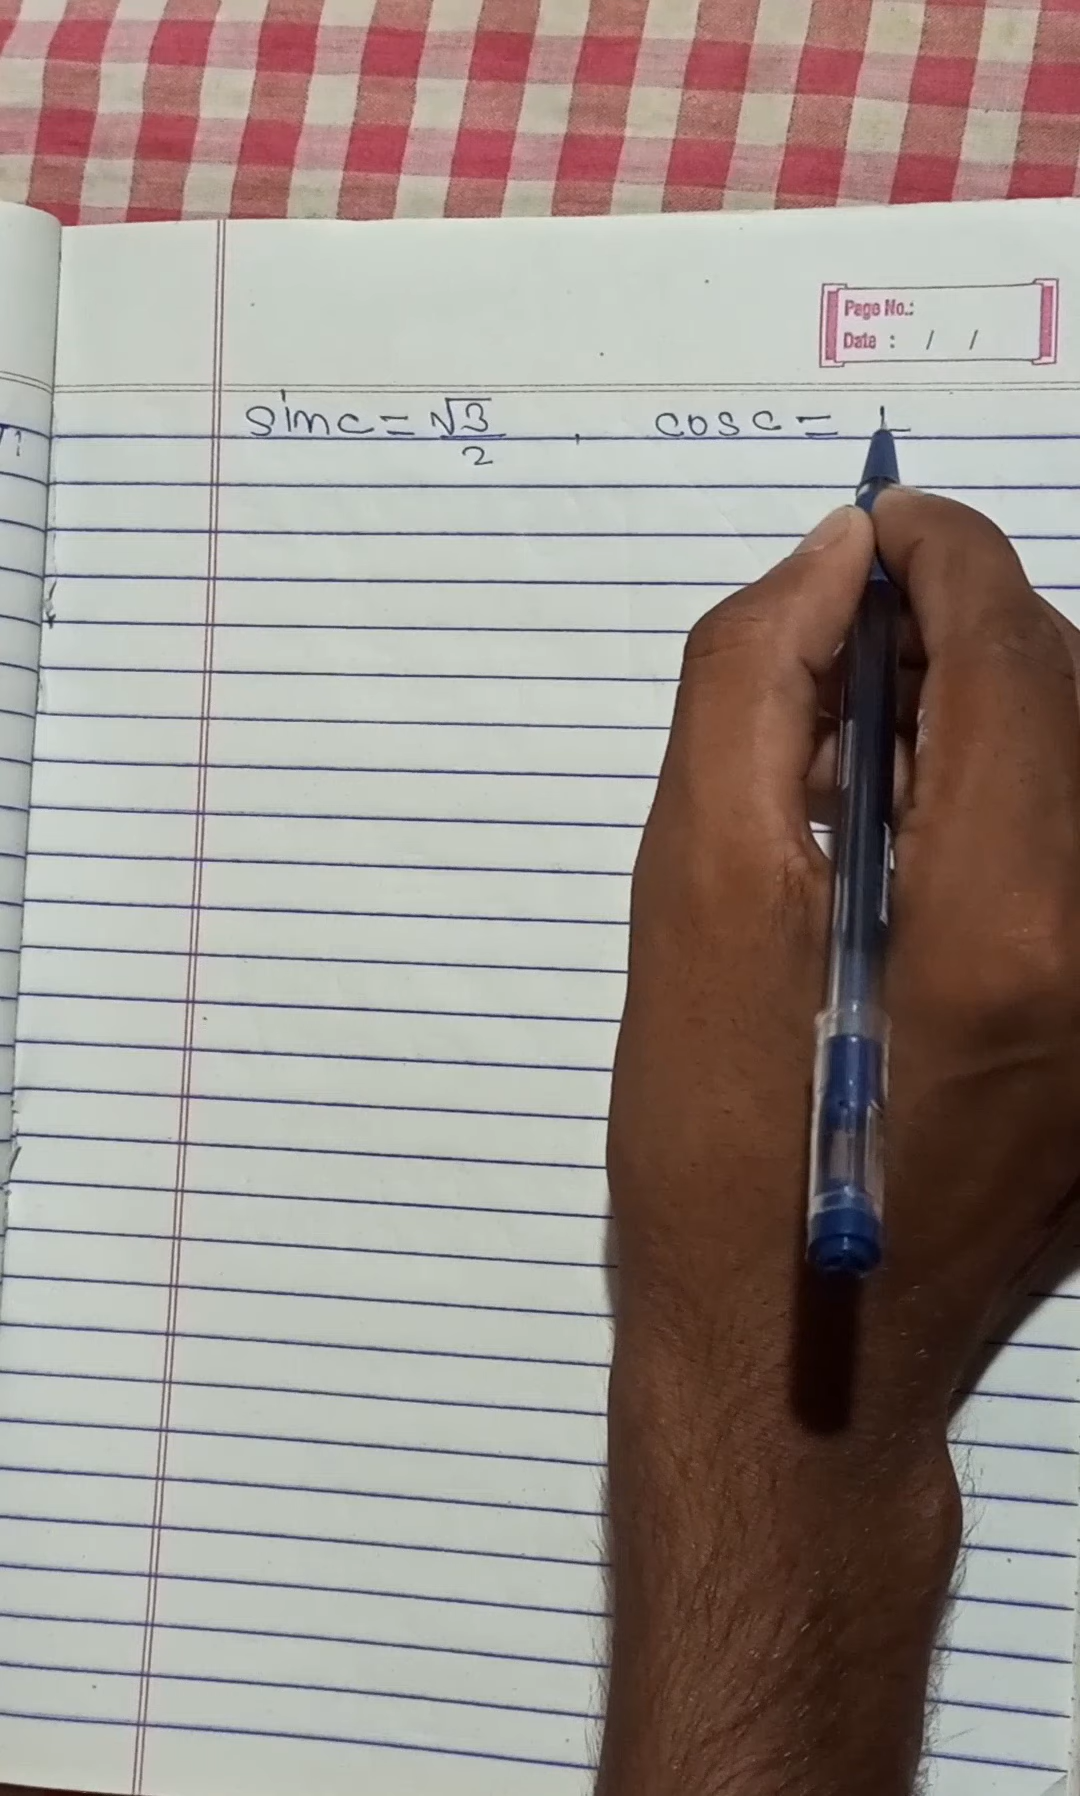 Page No.:
Date : / /
sinc = √3/2 , cosc = 1